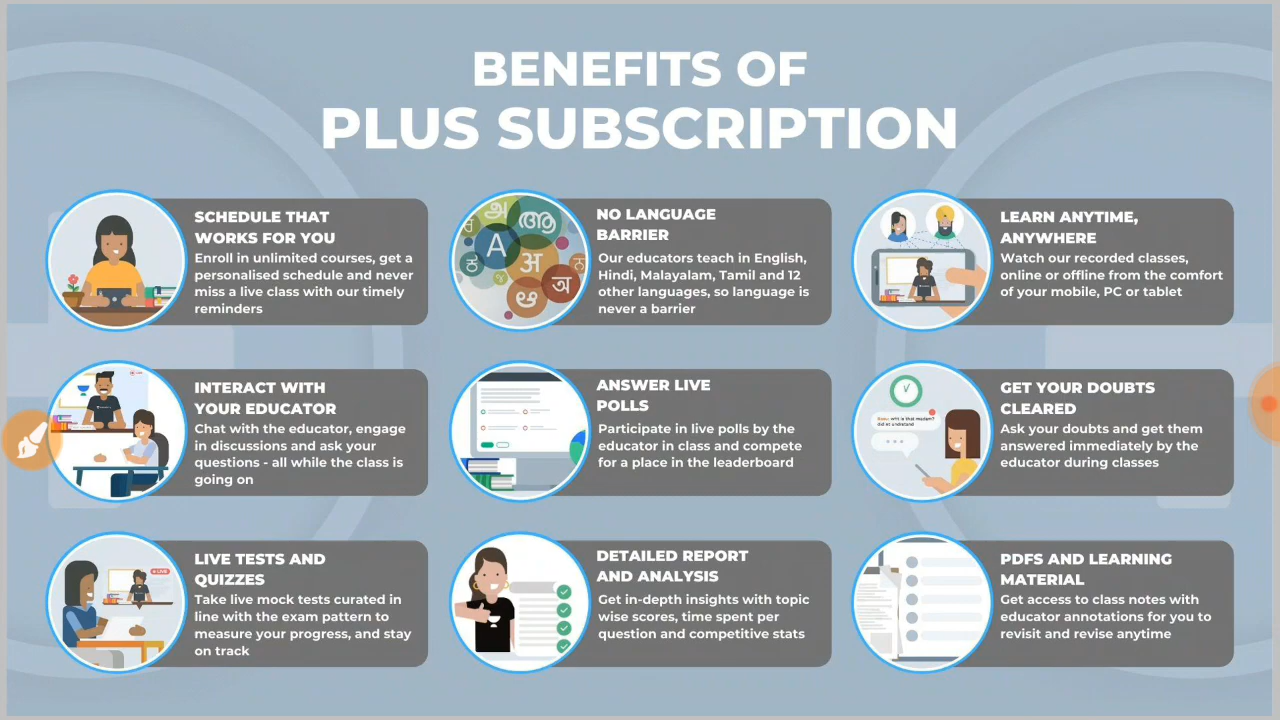 BENEFITS OF
PLUS SUBSCRIPTION
SCHEDULE THAT
WORKS FOR YOU
Enroll in unlimited courses, get a
personalised schedule and never
miss a live class with our timely
reminders
அ
ആ
A
अ
অ
NO LANGUAGE
BARRIER
Our educators teach in English,
Hindi, Malayalam, Tamil and 12
other languages, so language is
never a barrier
LEARN ANYTIME,
ANYWHERE
Watch our recorded classes,
online or offline from the comfort
of your mobile, PC or tablet
INTERACT WITH
YOUR EDUCATOR
Chat with the educator, engage
in discussions and ask your
questions - all while the class is
going on
ANSWER LIVE
POLLS
Participate in live polls by the
educator in class and compete
for a place in the leaderboard
why is that
did not understand
GET YOUR DOUBTS
CLEARED
Ask your doubts and get them
answered immediately by the
educator during classes
LIVE
LIVE TESTS AND
QUIZZES
Take live mock tests curated in
line with the exam pattern to
measure your progress, and stay
on track
DETAILED REPORT
AND ANALYSIS
Get in-depth insights with topic
wise scores, time spent per
question and competitive stats
PDFS AND LEARNING
MATERIAL
Get access to class notes with
educator annotations for you to
revisit and revise anytime